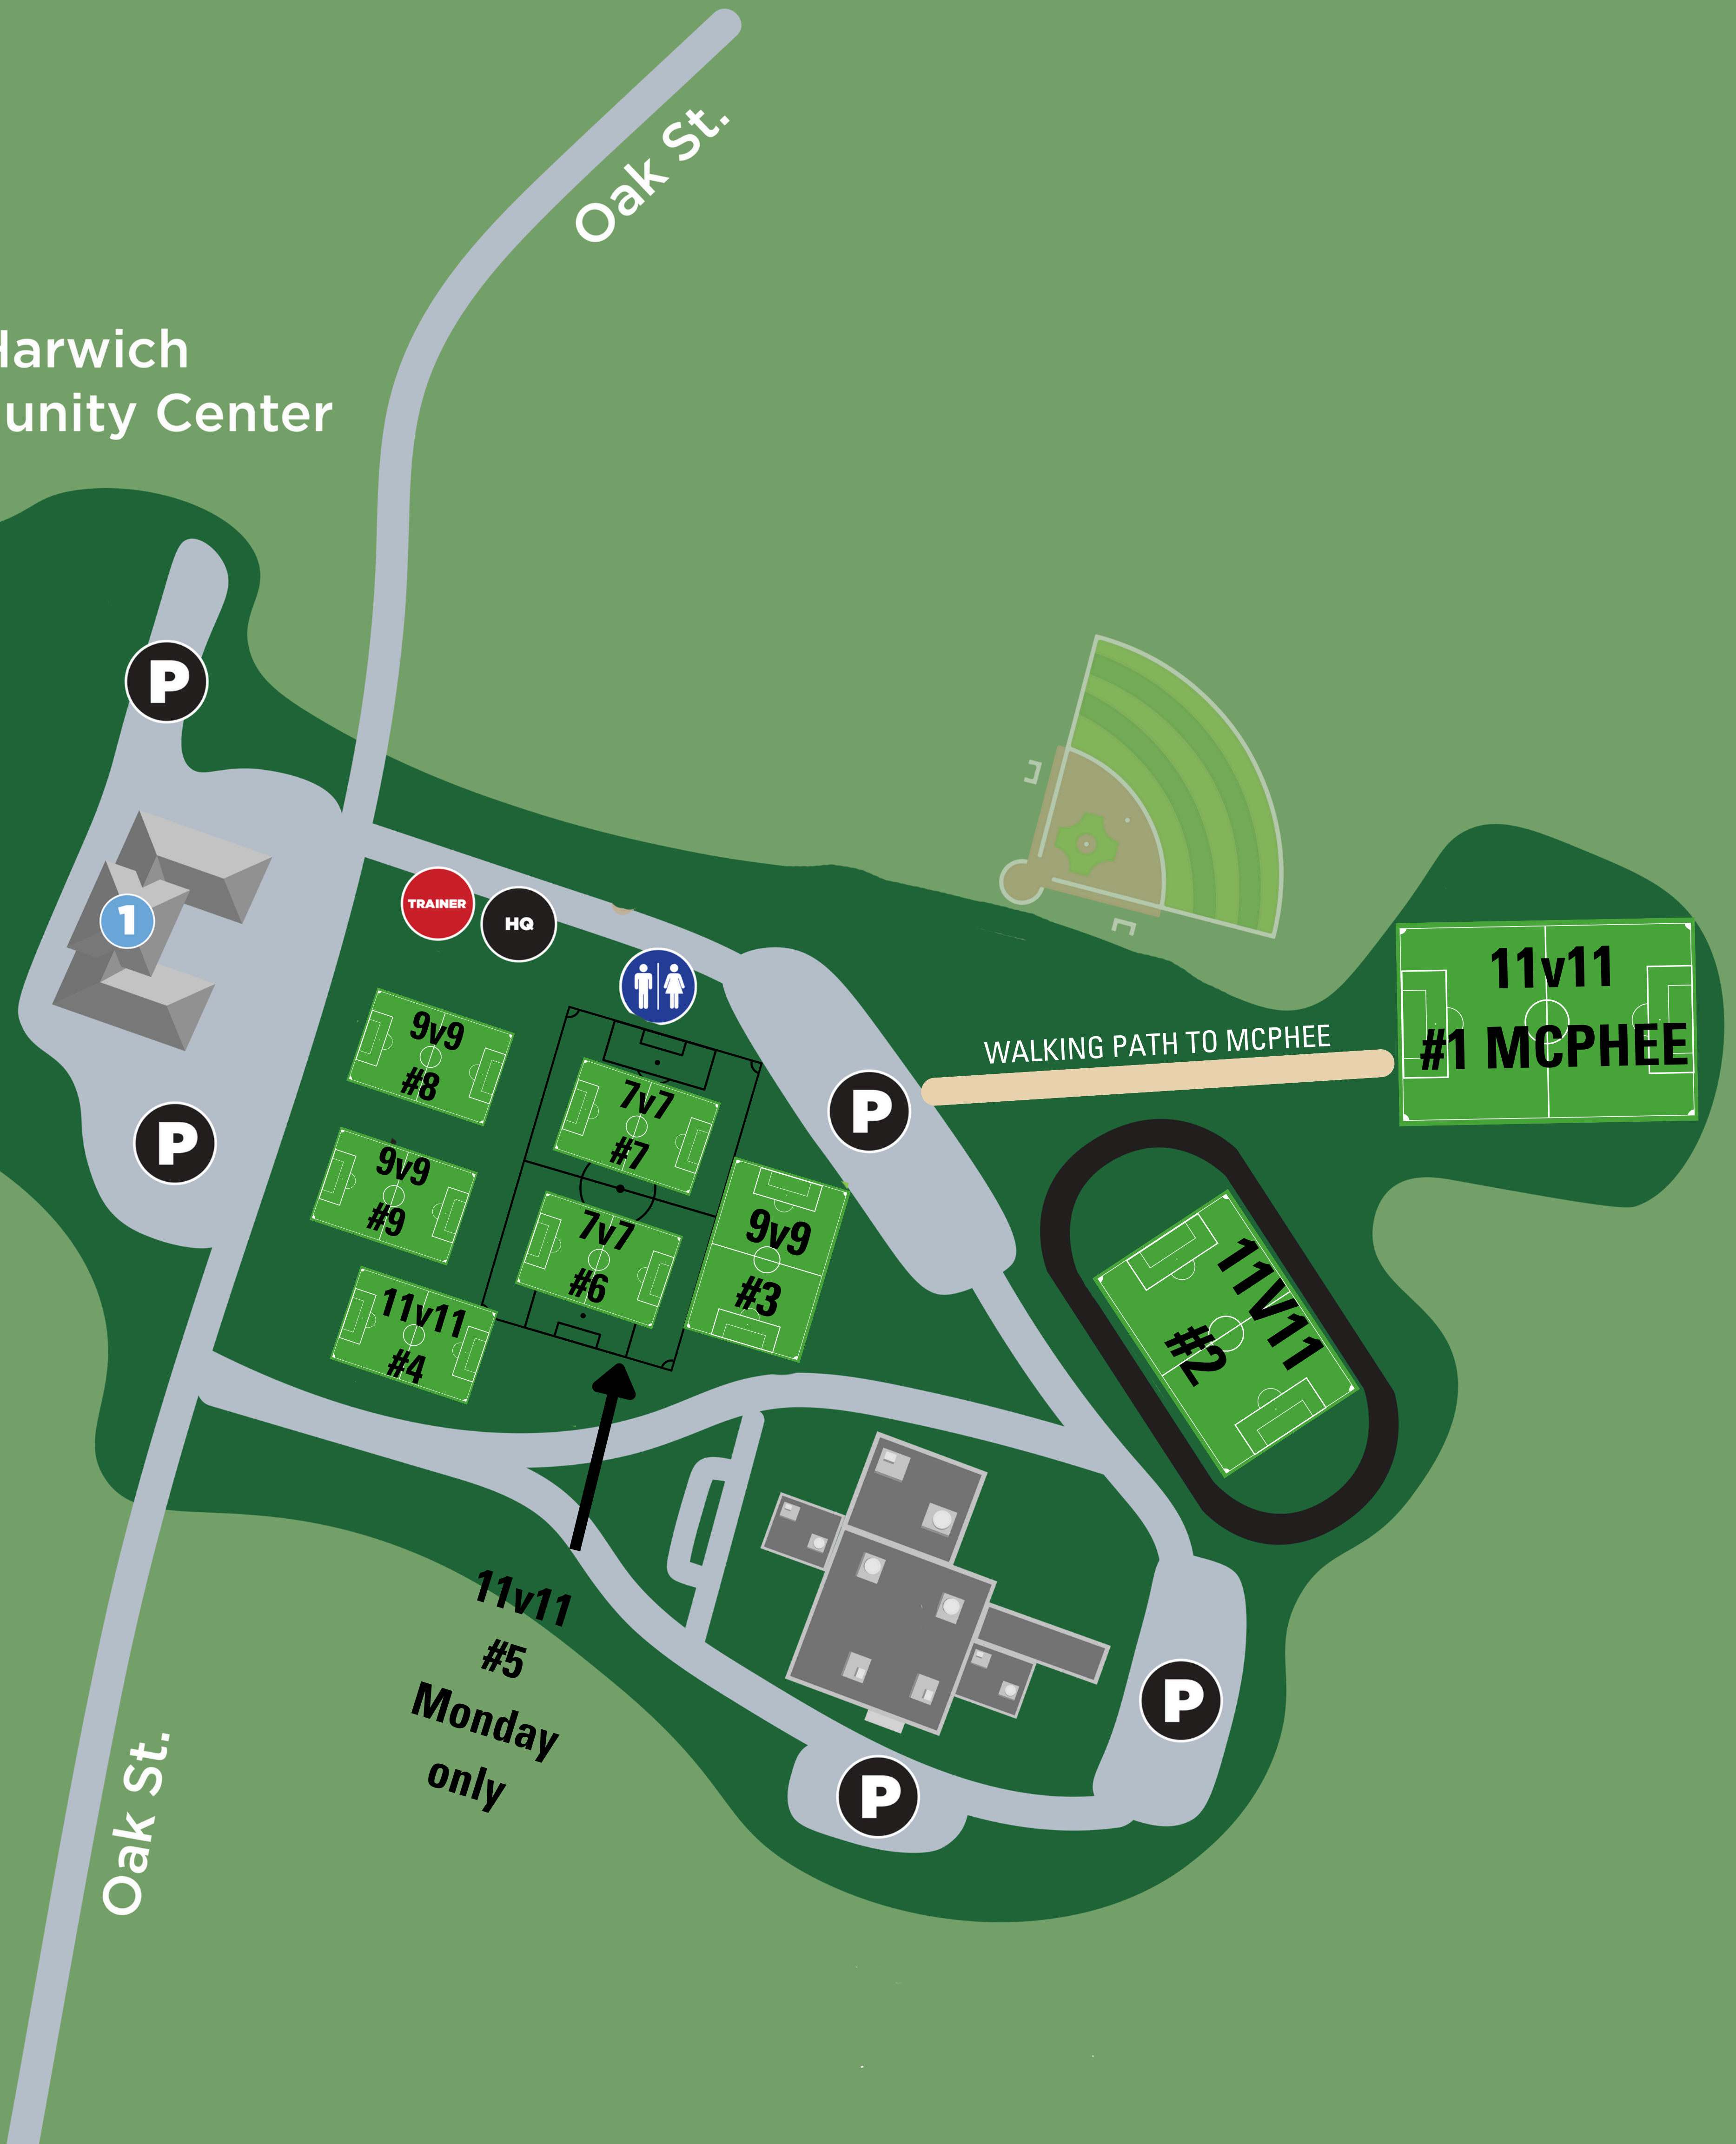 Oak St.
Harwich
unity Center
P
1
TRAINER
HQ
9v9
#8
7v7
#7
P
WALKING PATH TO MCPHEE
11v11
#1 MCPHEE
P
9v9
#9
7v7
#6
9v9
#3
11v11
#2
11v11
#4
11v11
#5
Monday
only
P
P
Oak St.